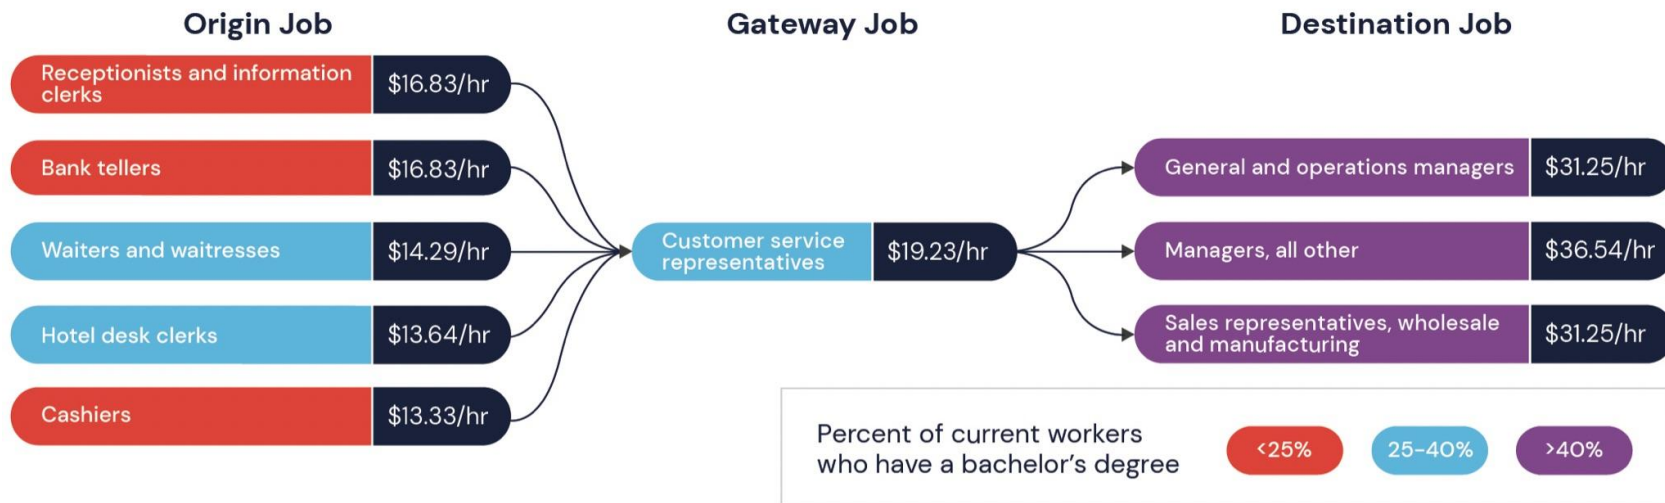 Origin Job
Gateway Job
Destination Job
Receptionists and information
clerks
$16.83/hr
Bank tellers
$16.83/hr
Waiters and waitresses
$14.29/hr
Hotel desk clerks
$13.64/hr
Cashiers
$13.33/hr
Customer service
representatives
$19.23/hr
General and operations managers
$31.25/hr
Managers, all other
$36.54/hr
Sales representatives, wholesale
and manufacturing
$31.25/hr
Percent of current workers
who have a bachelor’s degree
<25%
25-40%
>40%